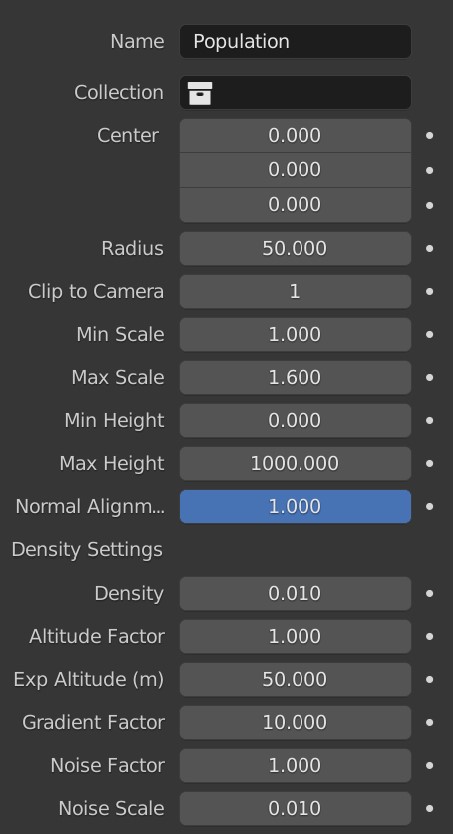 Name Population
Collection
Center 0.000
0.000
0.000
Radius 50.000
Clip to Camera 1
Min Scale 1.000
Max Scale 1.600
Min Height 0.000
Max Height 1000.000
Normal Alignm... 1.000
Density Settings
Density 0.010
Altitude Factor 1.000
Exp Altitude (m) 50.000
Gradient Factor 10.000
Noise Factor 1.000
Noise Scale 0.010